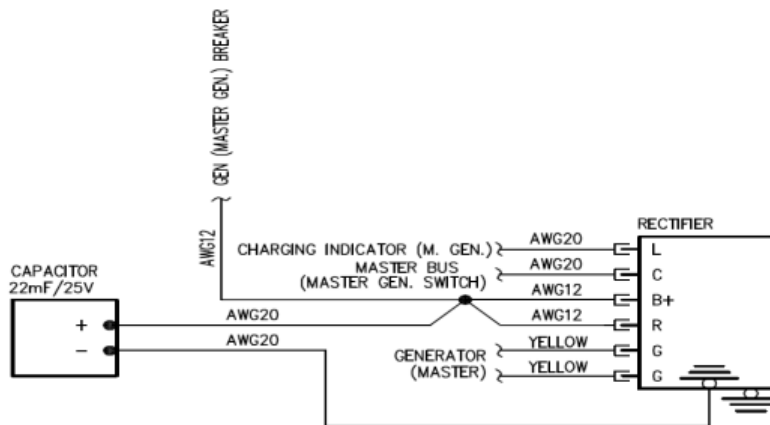 GEN (MASTER GEN.) BREAKER
AWG12
RECTIFIER
CHARGING INDICATOR (M. GEN.)
AWG20
L
MASTER BUS
(MASTER GEN. SWITCH)
AWG20
C
AWG12
B+
CAPACITOR
22mF/25V
+
AWG20
AWG12
R
-
AWG20
GENERATOR
(MASTER)
YELLOW
G
YELLOW
G